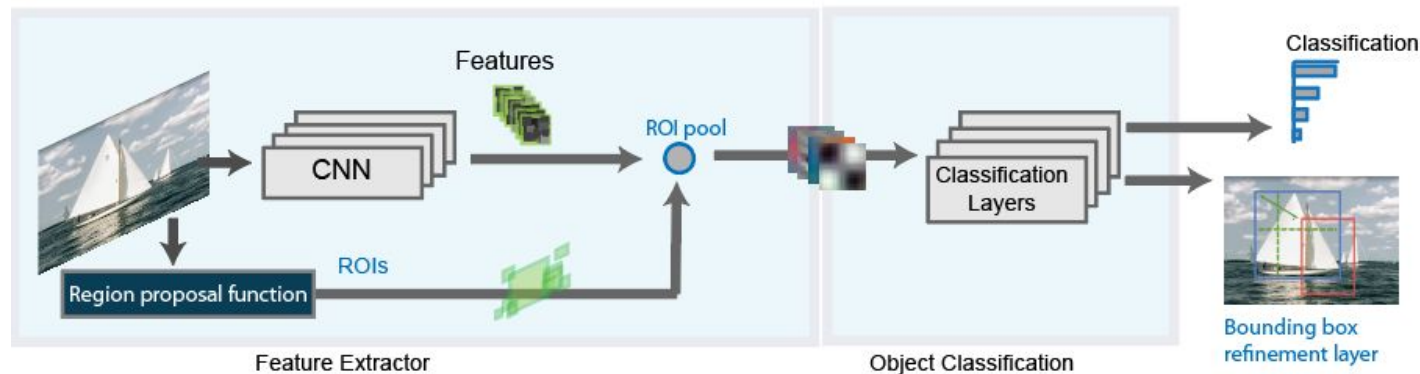 Classification
Features
ROI pool
CNN
Classification
Layers
ROIs
Region proposal function
Bounding box
refinement layer
Feature Extractor
Object Classification